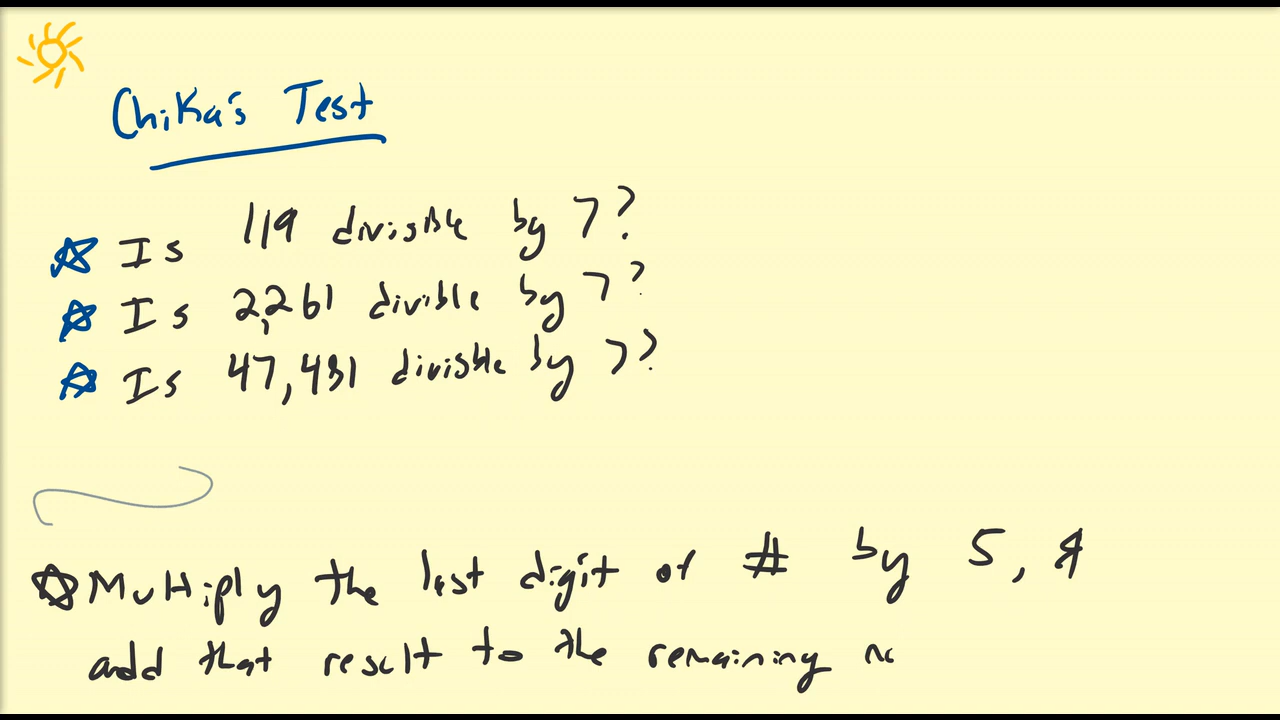 Chika's Test
Is 119 divisible by 7?
Is 2,261 divible by 7?
Is 47,431 divisible by 7?
Multiply the last digit of # by 5, &
add that result to the remaining